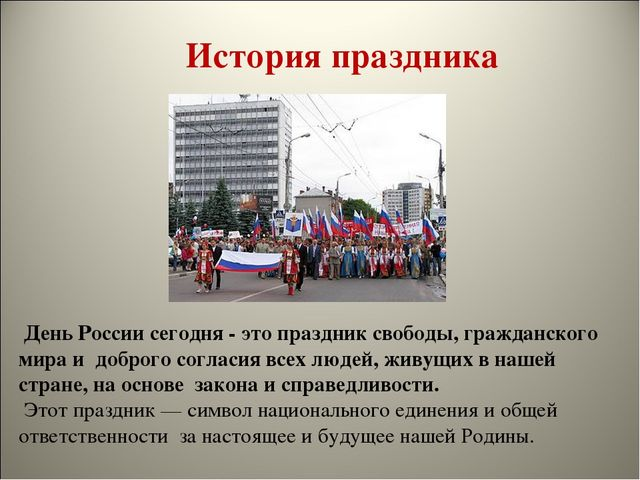 История праздника
День России сегодня - это праздник свободы, гражданского
мира и доброго согласия всех людей, живущих в нашей
стране, на основе закона и справедливости.
Этот праздник — символ национального единения и общей
ответственности за настоящее и будущее нашей Родины.